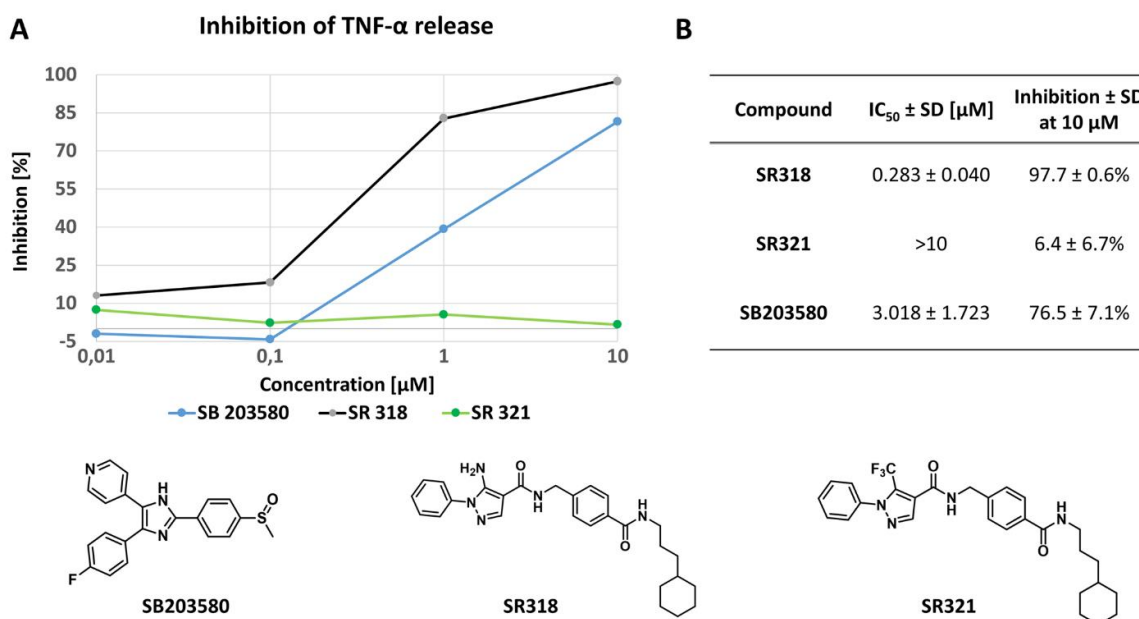 A
Inhibition of TNF-α release
Inhibition [%]
100
85
70
55
40
25
10
-5
0,01
0,1
1
10
Concentration [µM]
SB 203580
SR 318
SR 321
B
Compound
IC50 ± SD [µM]
Inhibition ± SD
at 10 µM
SR318
0.283 ± 0.040
97.7 ± 0.6%
SR321
>10
6.4 ± 6.7%
SB203580
3.018 ± 1.723
76.5 ± 7.1%
N
NH
N
O
S
F
SB203580
H2N
O
N
N
N
H
H
N
O
SR318
F3C
O
N
N
N
H
H
N
O
SR321